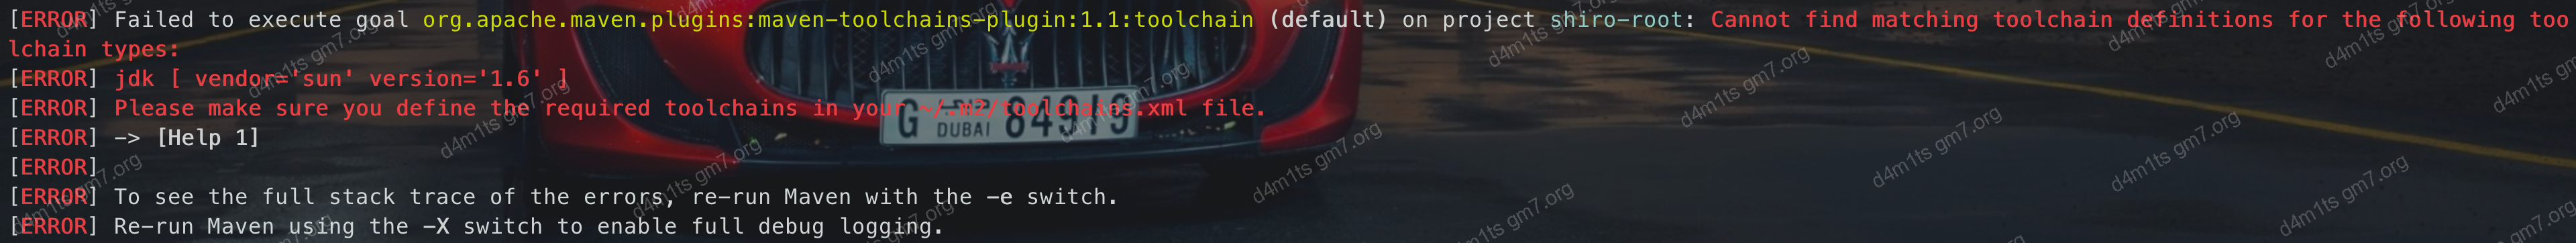 [ERROR] Failed to execute goal org.apache.maven.plugins:maven-toolchains-plugin:1.1:toolchain (default) on project shiro-root: Cannot find matching toolchain definitions for the following too
lchain types:
[ERROR] jdk [ vendor='sun' version='1.6' ]
[ERROR] Please make sure you define the required toolchains in your ~/.m2/toolchains.xml file.
[ERROR] -> [Help 1]
[ERROR]
[ERROR] To see the full stack trace of the errors, re-run Maven with the -e switch.
[ERROR] Re-run Maven using the -X switch to enable full debug logging.
G DUBAI 64919
d4m1ts gm7.org